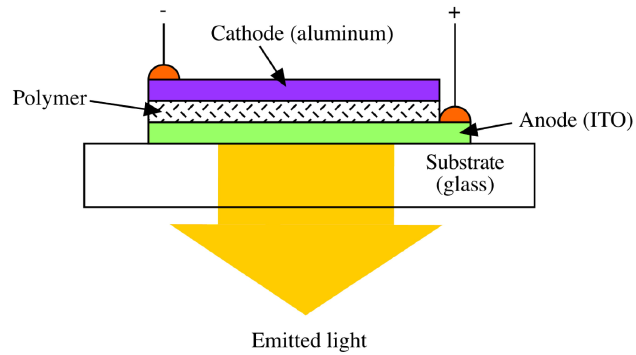 - +
Cathode (aluminum)
Polymer
Anode (ITO)
Substrate
(glass)
Emitted light